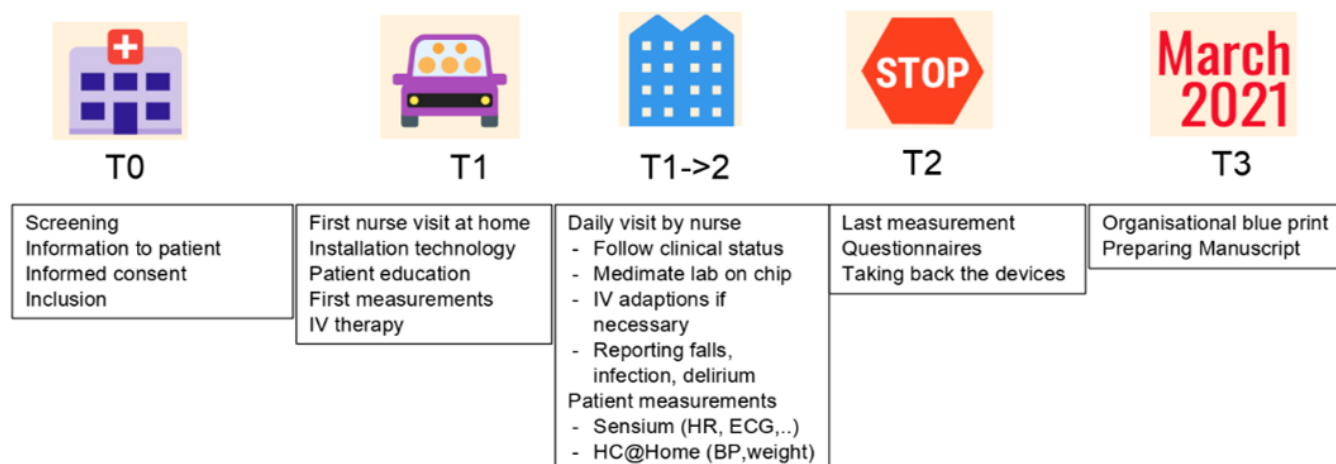 STOP
March
2021
T0
T1
T1->2
T2
T3
Screening
Information to patient
Informed consent
Inclusion
First nurse visit at home
Installation technology
Patient education
First measurements
IV therapy
Daily visit by nurse
- Follow clinical status
- Medimate lab on chip
- IV adaptions if
necessary
- Reporting falls,
infection, delirium
Patient measurements
- Sensium (HR, ECG,..)
- HC@Home (BP,weight)
Last measurement
Questionnaires
Taking back the devices
Organisational blue print
Preparing Manuscript